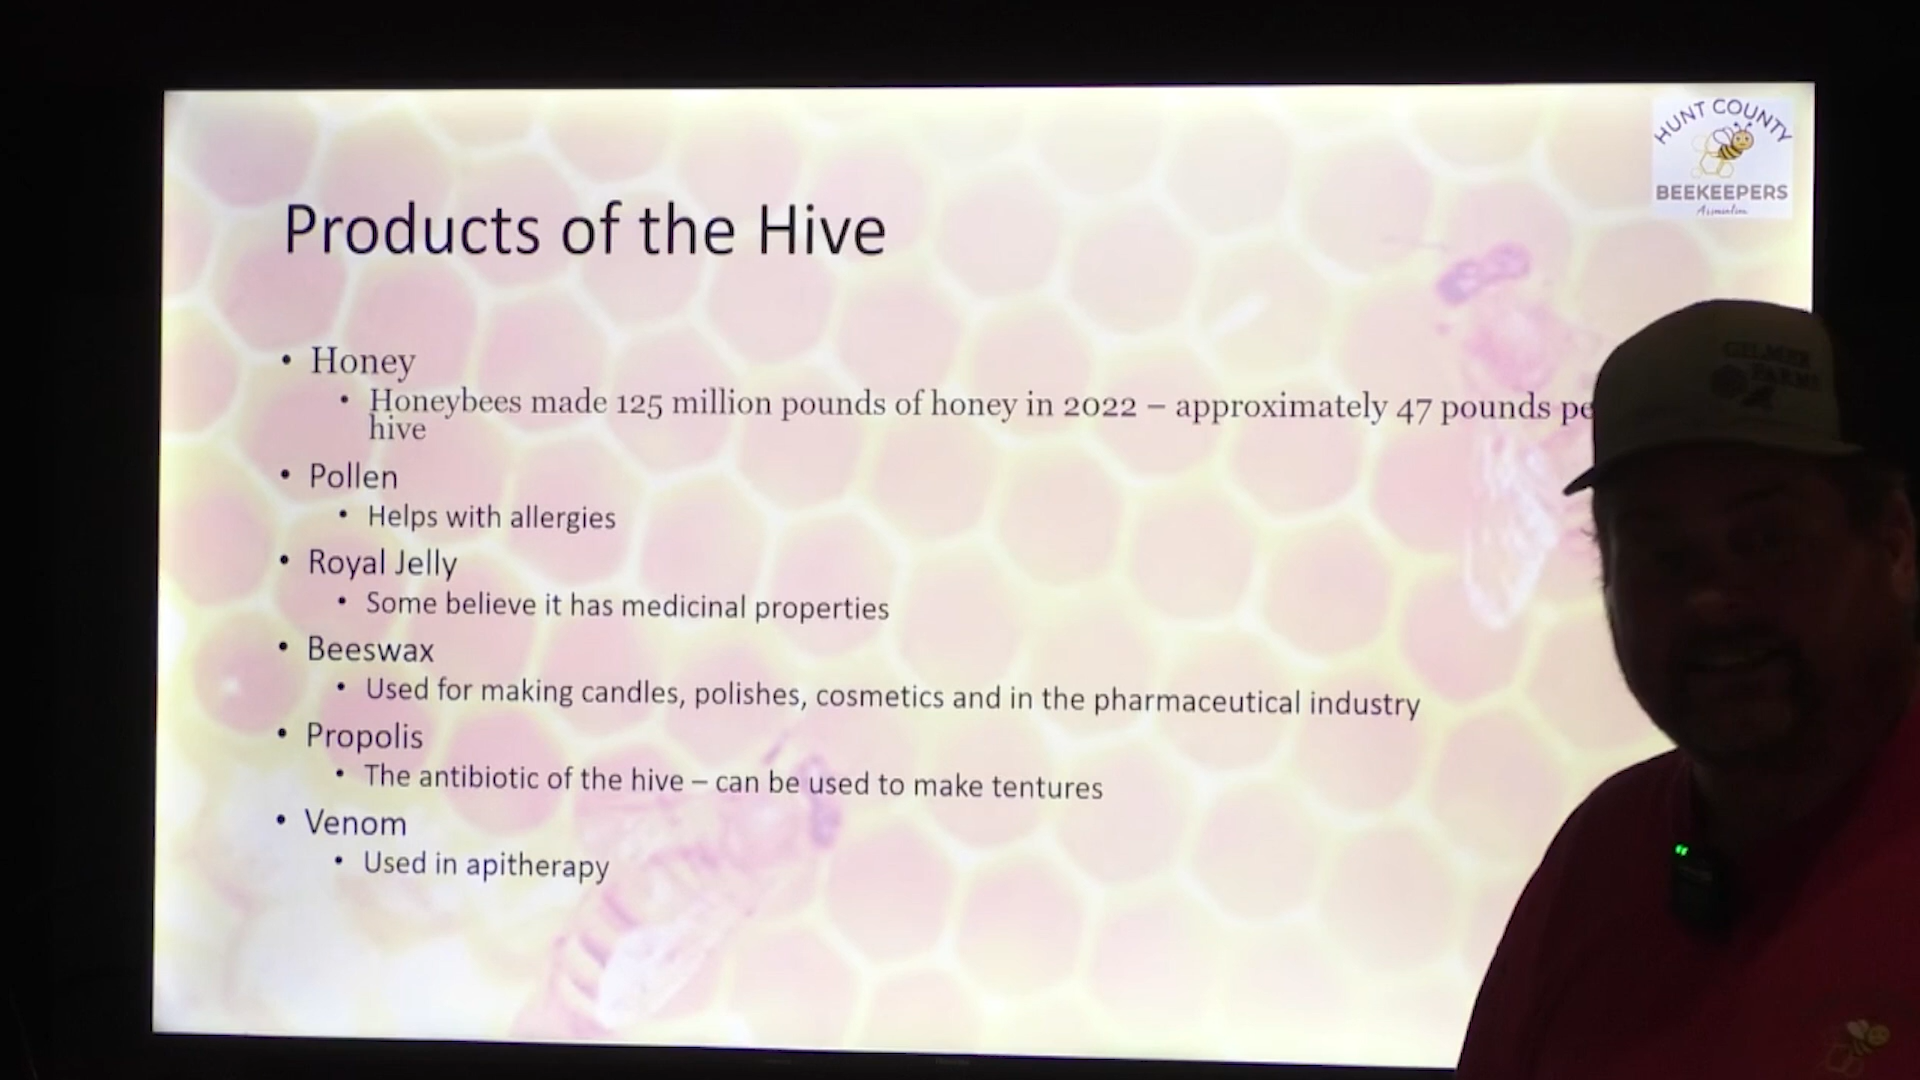 HUNT COUNTY
BEEKEEPERS
Association
Products of the Hive
• Honey
• Honeybees made 125 million pounds of honey in 2022 – approximately 47 pounds pe
hive
• Pollen
• Helps with allergies
• Royal Jelly
• Some believe it has medicinal properties
• Beeswax
• Used for making candles, polishes, cosmetics and in the pharmaceutical industry
• Propolis
• The antibiotic of the hive – can be used to make tentures
• Venom
• Used in apitherapy
GILMER
FARMS